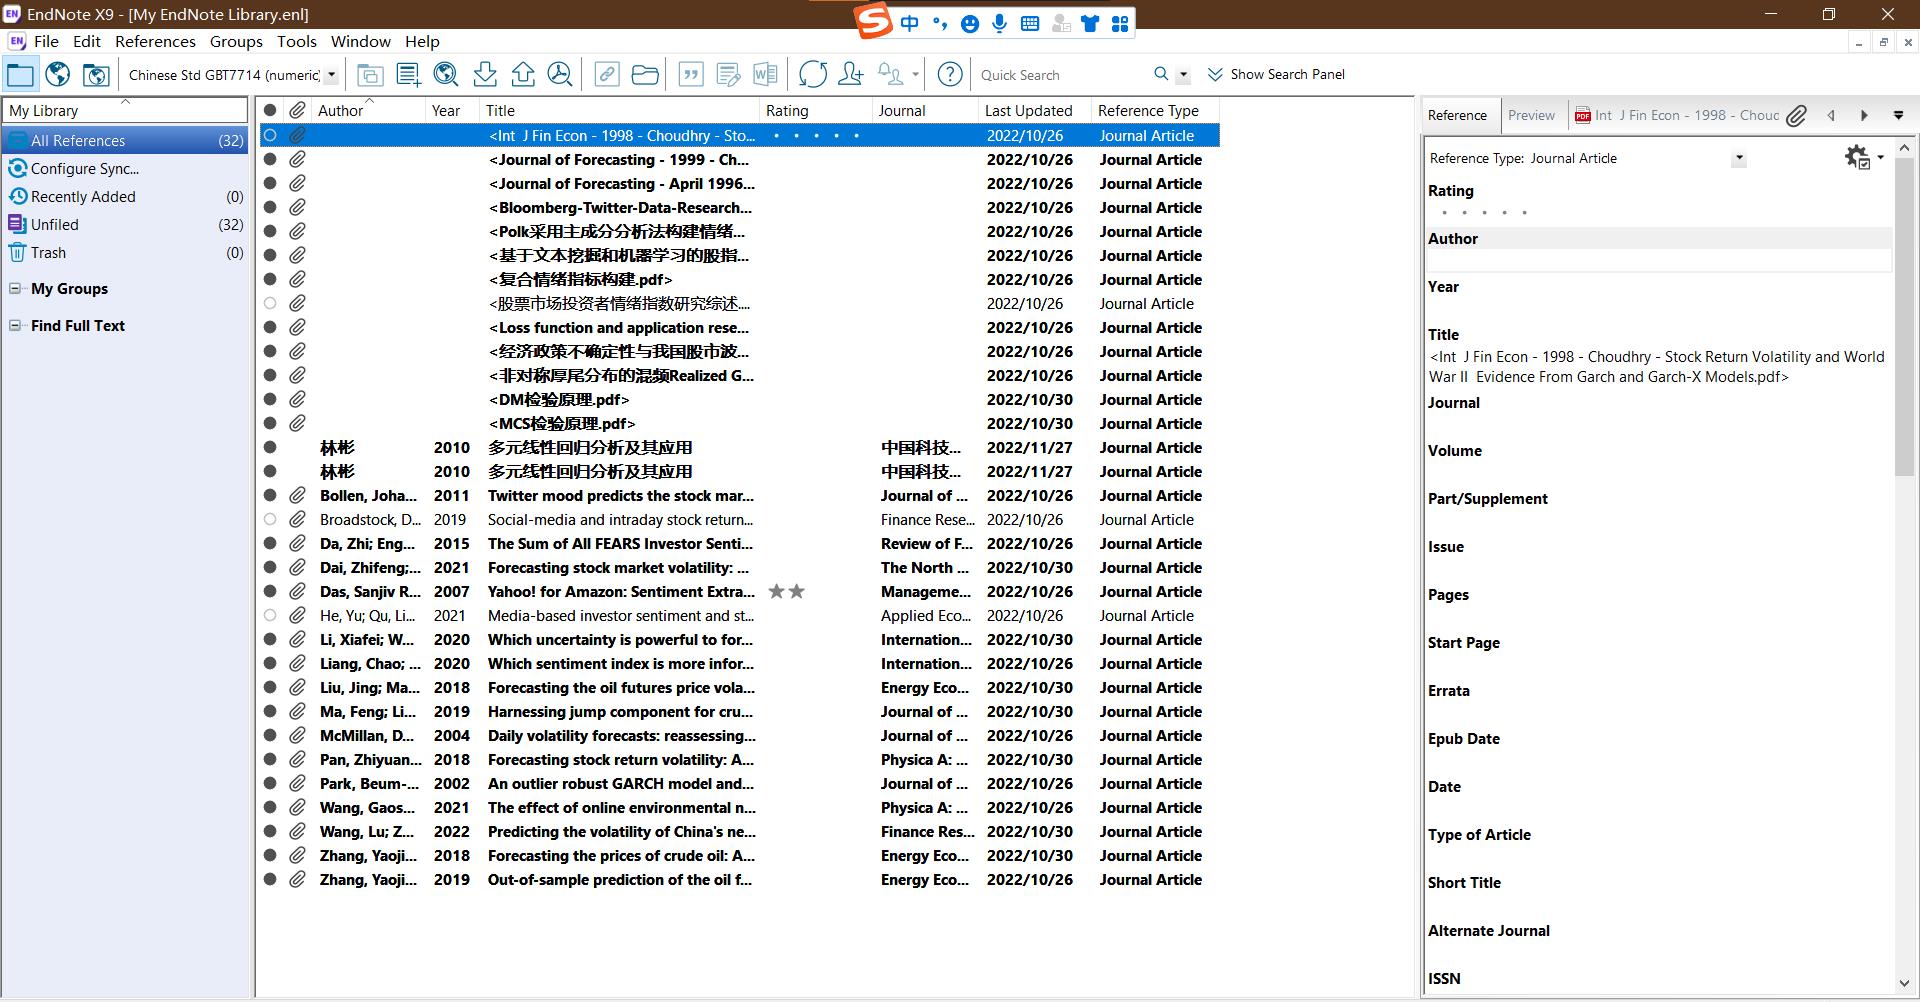 EndNote X9 - [My EndNote Library.enl]
中
File Edit References Groups Tools Window Help
Chinese Std GBT7714 (numeric)
Quick Search
Show Search Panel
My Library
All References (32)
Configure Sync...
Recently Added (0)
Unfiled (32)
Trash (0)
My Groups
Find Full Text
Author Year Title Rating Journal Last Updated Reference Type
<Int J Fin Econ - 1998 - Choudhry - Sto... 2022/10/26 Journal Article
<Journal of Forecasting - 1999 - Ch... 2022/10/26 Journal Article
<Journal of Forecasting - April 1996... 2022/10/26 Journal Article
<Bloomberg-Twitter-Data-Research... 2022/10/26 Journal Article
<Polk采用主成分分析法构建情绪... 2022/10/26 Journal Article
<基于文本挖掘和机器学习的股指... 2022/10/26 Journal Article
<复合情绪指标构建.pdf> 2022/10/26 Journal Article
<股票市场投资者情绪指数研究综述.... 2022/10/26 Journal Article
<Loss function and application rese... 2022/10/26 Journal Article
<经济政策不确定性与我国股市波... 2022/10/26 Journal Article
<非对称厚尾分布的混频Realized G... 2022/10/26 Journal Article
<DM检验原理.pdf> 2022/10/30 Journal Article
<MCS检验原理.pdf> 2022/10/30 Journal Article
林彬 2010 多元线性回归分析及其应用 中国科技... 2022/11/27 Journal Article
林彬 2010 多元线性回归分析及其应用 中国科技... 2022/11/27 Journal Article
Bollen, Joha... 2011 Twitter mood predicts the stock mar... Journal of ... 2022/10/26 Journal Article
Broadstock, D... 2019 Social-media and intraday stock return... Finance Rese... 2022/10/26 Journal Article
Da, Zhi; Eng... 2015 The Sum of All FEARS Investor Senti... Review of F... 2022/10/26 Journal Article
Dai, Zhifeng;... 2021 Forecasting stock market volatility: ... The North ... 2022/10/30 Journal Article
Das, Sanjiv R... 2007 Yahoo! for Amazon: Sentiment Extra... Manageme... 2022/10/26 Journal Article
He, Yu; Qu, Li... 2021 Media-based investor sentiment and st... Applied Eco... 2022/10/26 Journal Article
Li, Xiafei; W... 2020 Which uncertainty is powerful to for... Internation... 2022/10/30 Journal Article
Liang, Chao; ... 2020 Which sentiment index is more infor... Internation... 2022/10/26 Journal Article
Liu, Jing; Ma... 2018 Forecasting the oil futures price vola... Energy Eco... 2022/10/30 Journal Article
Ma, Feng; Li... 2019 Harnessing jump component for cru... Journal of ... 2022/10/30 Journal Article
McMillan, D... 2004 Daily volatility forecasts: reassessing... Journal of ... 2022/10/26 Journal Article
Pan, Zhiyuan... 2018 Forecasting stock return volatility: A... Physica A: ... 2022/10/30 Journal Article
Park, Beum-... 2002 An outlier robust GARCH model and... Journal of ... 2022/10/26 Journal Article
Wang, Gaos... 2021 The effect of online environmental n... Physica A: ... 2022/10/26 Journal Article
Wang, Lu; Z... 2022 Predicting the volatility of China's ne... Finance Res... 2022/10/30 Journal Article
Zhang, Yaoji... 2018 Forecasting the prices of crude oil: A... Energy Eco... 2022/10/30 Journal Article
Zhang, Yaoji... 2019 Out-of-sample prediction of the oil f... Energy Eco... 2022/10/26 Journal Article
Reference Preview Int J Fin Econ - 1998 - Choud
Reference Type: Journal Article
Rating
Author
Year
Title
<Int J Fin Econ - 1998 - Choudhry - Stock Return Volatility and World
War II Evidence From Garch and Garch-X Models.pdf>
Journal
Volume
Part/Supplement
Issue
Pages
Start Page
Errata
Epub Date
Date
Type of Article
Short Title
Alternate Journal
ISSN